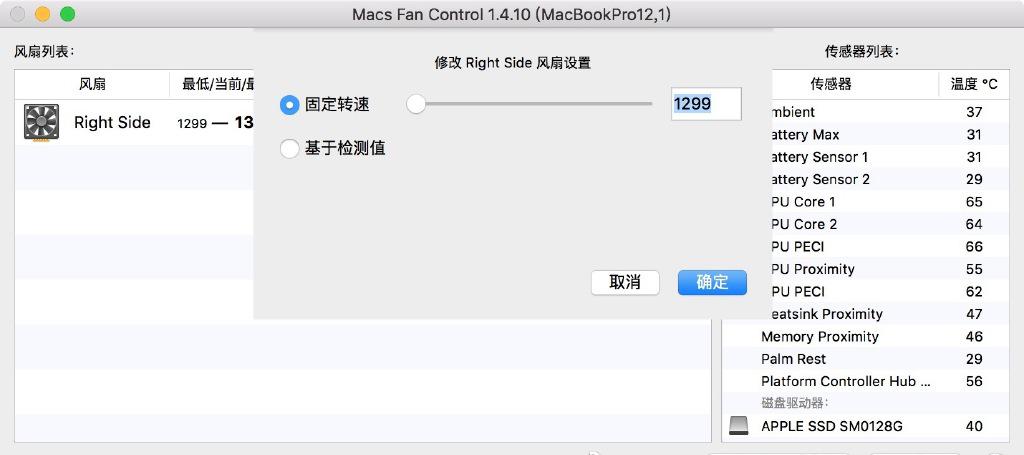 Macs Fan Control 1.4.10 (MacBookPro12,1)
风扇列表:
风扇
最低/当前/
Right Side
1299 — 13
修改 Right Side 风扇设置
固定转速
1299
基于检测值
取消
确定
传感器列表:
传感器
温度 °C
mbient 37
attery Max 31
attery Sensor 1 31
attery Sensor 2 29
PU Core 1 65
PU Core 2 64
PU PECI 66
PU Proximity 55
PU PECI 62
eatsink Proximity 47
Memory Proximity 46
Palm Rest 29
Platform Controller Hub ... 56
磁盘驱动器:
APPLE SSD SM0128G 40